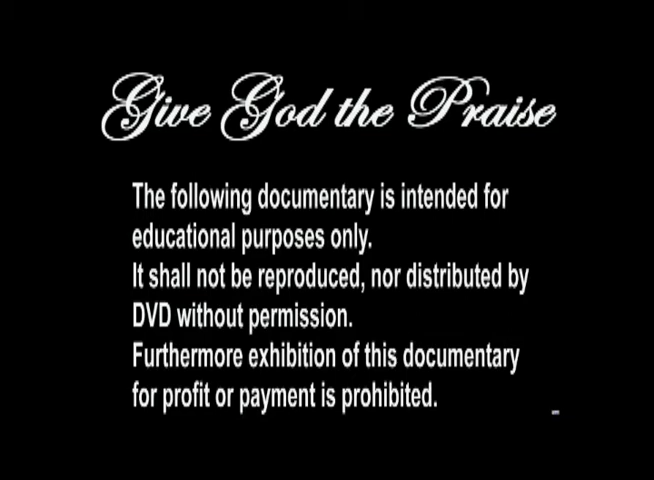 Give God the Praise
The following documentary is intended for
educational purposes only.
It shall not be reproduced, nor distributed by
DVD without permission.
Furthermore exhibition of this documentary
for profit or payment is prohibited.